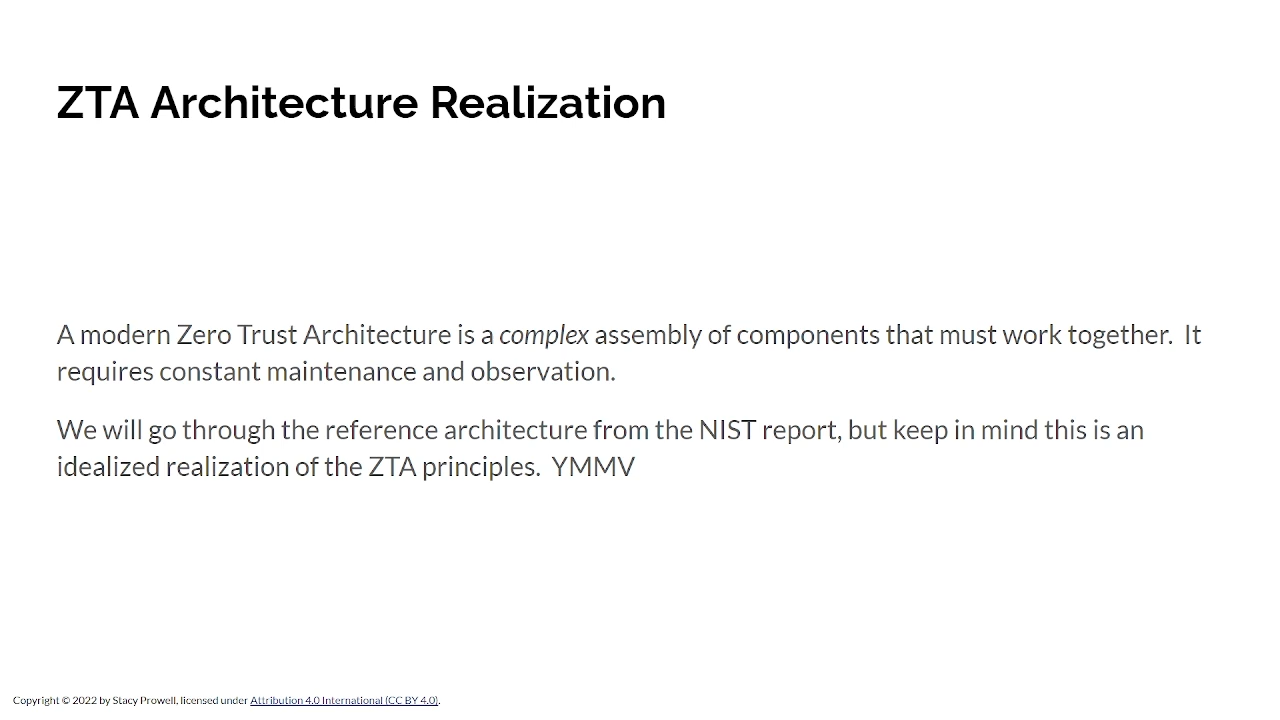 ZTA Architecture Realization
A modern Zero Trust Architecture is a complex assembly of components that must work together.  It
requires constant maintenance and observation.
We will go through the reference architecture from the NIST report, but keep in mind this is an
idealized realization of the ZTA principles.  YMMV
Copyright © 2022 by Stacy Prowell, licensed under Attribution 4.0 International (CC BY 4.0).